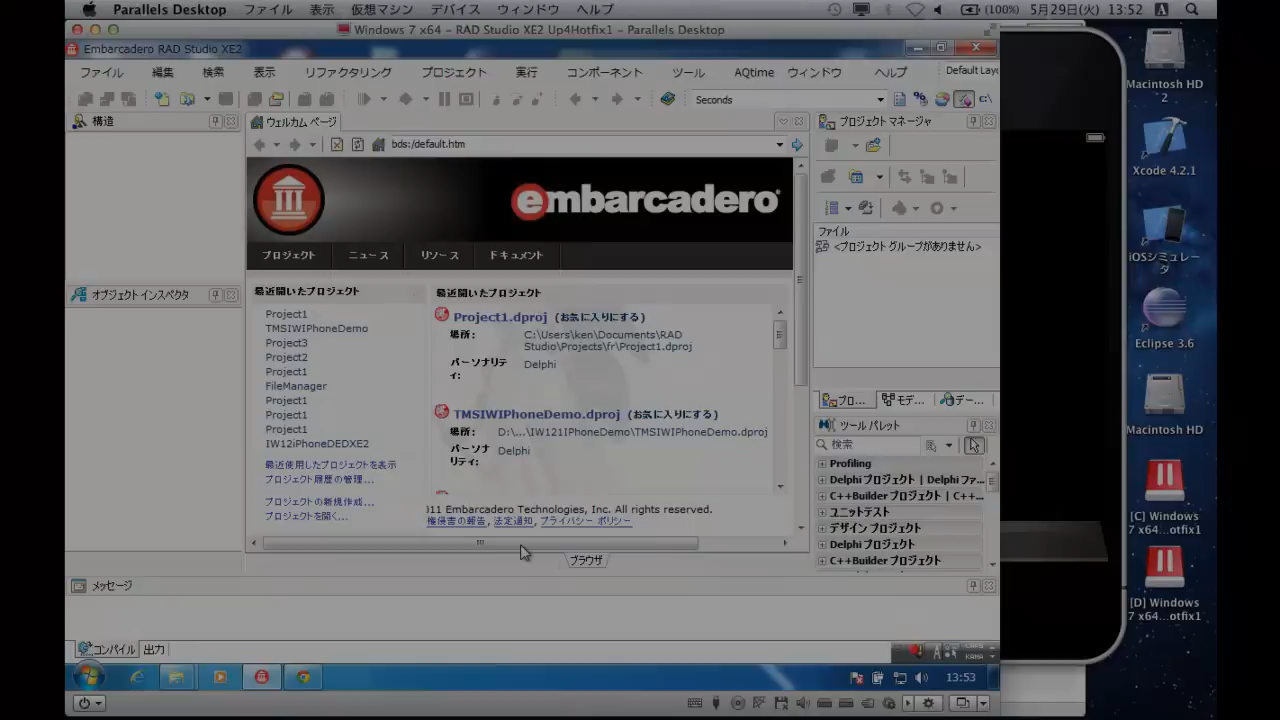 Parallels Desktop ファイル 表示 仮想マシン デバイス ウィンドウ ヘルプ (100%) 5月29日(火) 13:52 A
Windows 7 x64 – RAD Studio XE2 Up4Hotfix1 – Parallels Desktop
Embarcadero RAD Studio XE2
ファイル 編集 検索 表示 リファクタリング プロジェクト 実行 コンポーネント ツール AQtime ウィンドウ ヘルプ Default Layo
Seconds
構造
ウェルカム ページ
プロジェクト マネージャ
bds:/default.htm
embarcadero
プロジェクト ニュース リソース ドキュメント
ファイル
<プロジェクト グループがありません>
オブジェクト インスペクタ
最近開いたプロジェクト
Project1
TMSIWIPhoneDemo
Project3
Project2
Project1
FileManager
Project1
Project1
Project1
IW12iPhoneDEDXE2
最近使用したプロジェクトを表示
プロジェクト履歴の管理...
プロジェクトの新規作成...
プロジェクトを開く...
最近開いたプロジェクト
Project1.dproj (お気に入りにする)
場所: C:\Users\ken\Documents\RAD
Studio\Projects\fr\Project1.dproj
パーソナリテ
ィ: Delphi
TMSIWIPhoneDemo.dproj (お気に入りにする)
場所: D:\...\IW121IPhoneDemo\TMSIWIPhoneDemo.dproj
パーソナ
リティ: Delphi
011 Embarcadero Technologies, Inc. All rights reserved.
権侵害の報告, 法定通知, プライバシー ポリシー
ブラウザ
プロ... モデ... デー...
ツール パレット
検索
Profiling
Delphi プロジェクト | Delphi ファ...
C++Builder プロジェクト | C++...
ユニットテスト
デザイン プロジェクト
Delphi プロジェクト
C++Builder プロジェクト
メッセージ
コンパイル 出力
A CAPS
KANA
13:53
Macintosh HD
2
Xcode 4.2.1
iOSシミュレー
タ
Eclipse 3.6
Macintosh HD
[C] Windows
7 x64...otfix1
[D] Windows
7 x64...otfix1